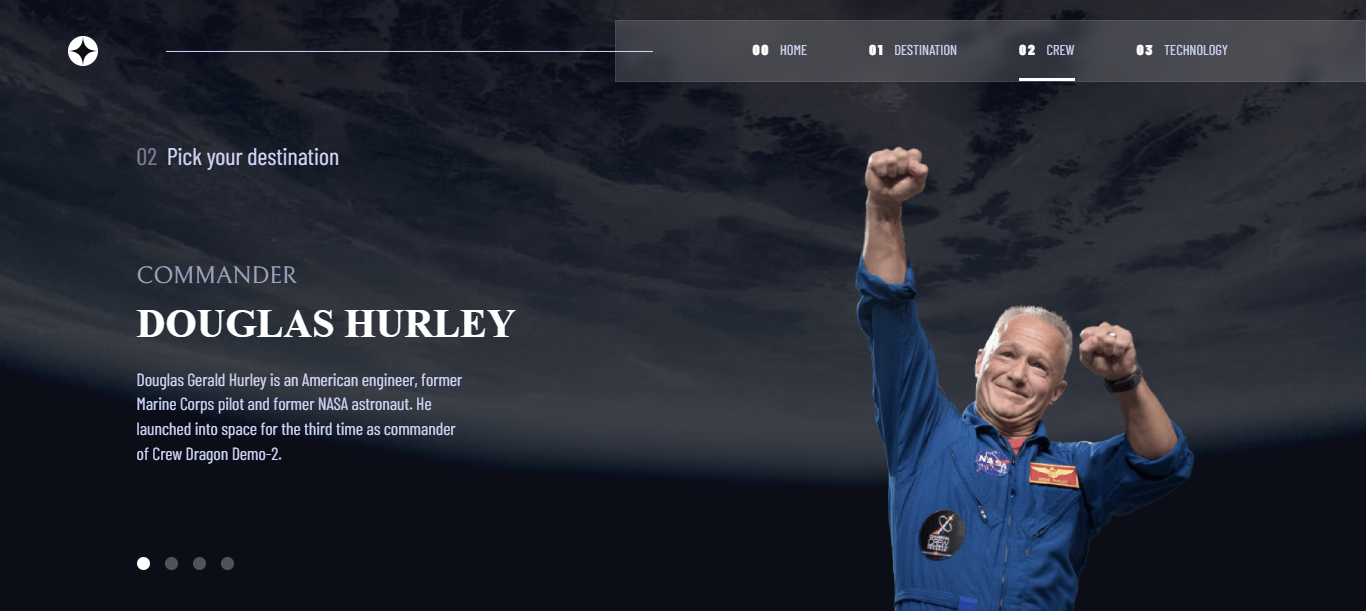 00 HOME 01 DESTINATION 02 CREW 03 TECHNOLOGY
02 Pick your destination
COMMANDER
DOUGLAS HURLEY
Douglas Gerald Hurley is an American engineer, former
Marine Corps pilot and former NASA astronaut. He
launched into space for the third time as commander
of Crew Dragon Demo-2.
NASA
CREW